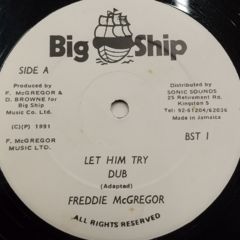 Big Ship
SIDE A
Produced by
F. McGREGOR &
D. BROWNE for
Big Ship
Music Co. Ltd.
(C)(P) 1991
F. McGREGOR
MUSIC LTD.
Distributed by
SONIC SOUNDS
25 Retirement Rd.
Kingston 5
Tel: 92-61204/62036
Made in Jamaica
BST 1
LET HIM TRY
DUB
(Adapted)
FREDDIE McGREGOR
ALL RIGHTS RESERVED